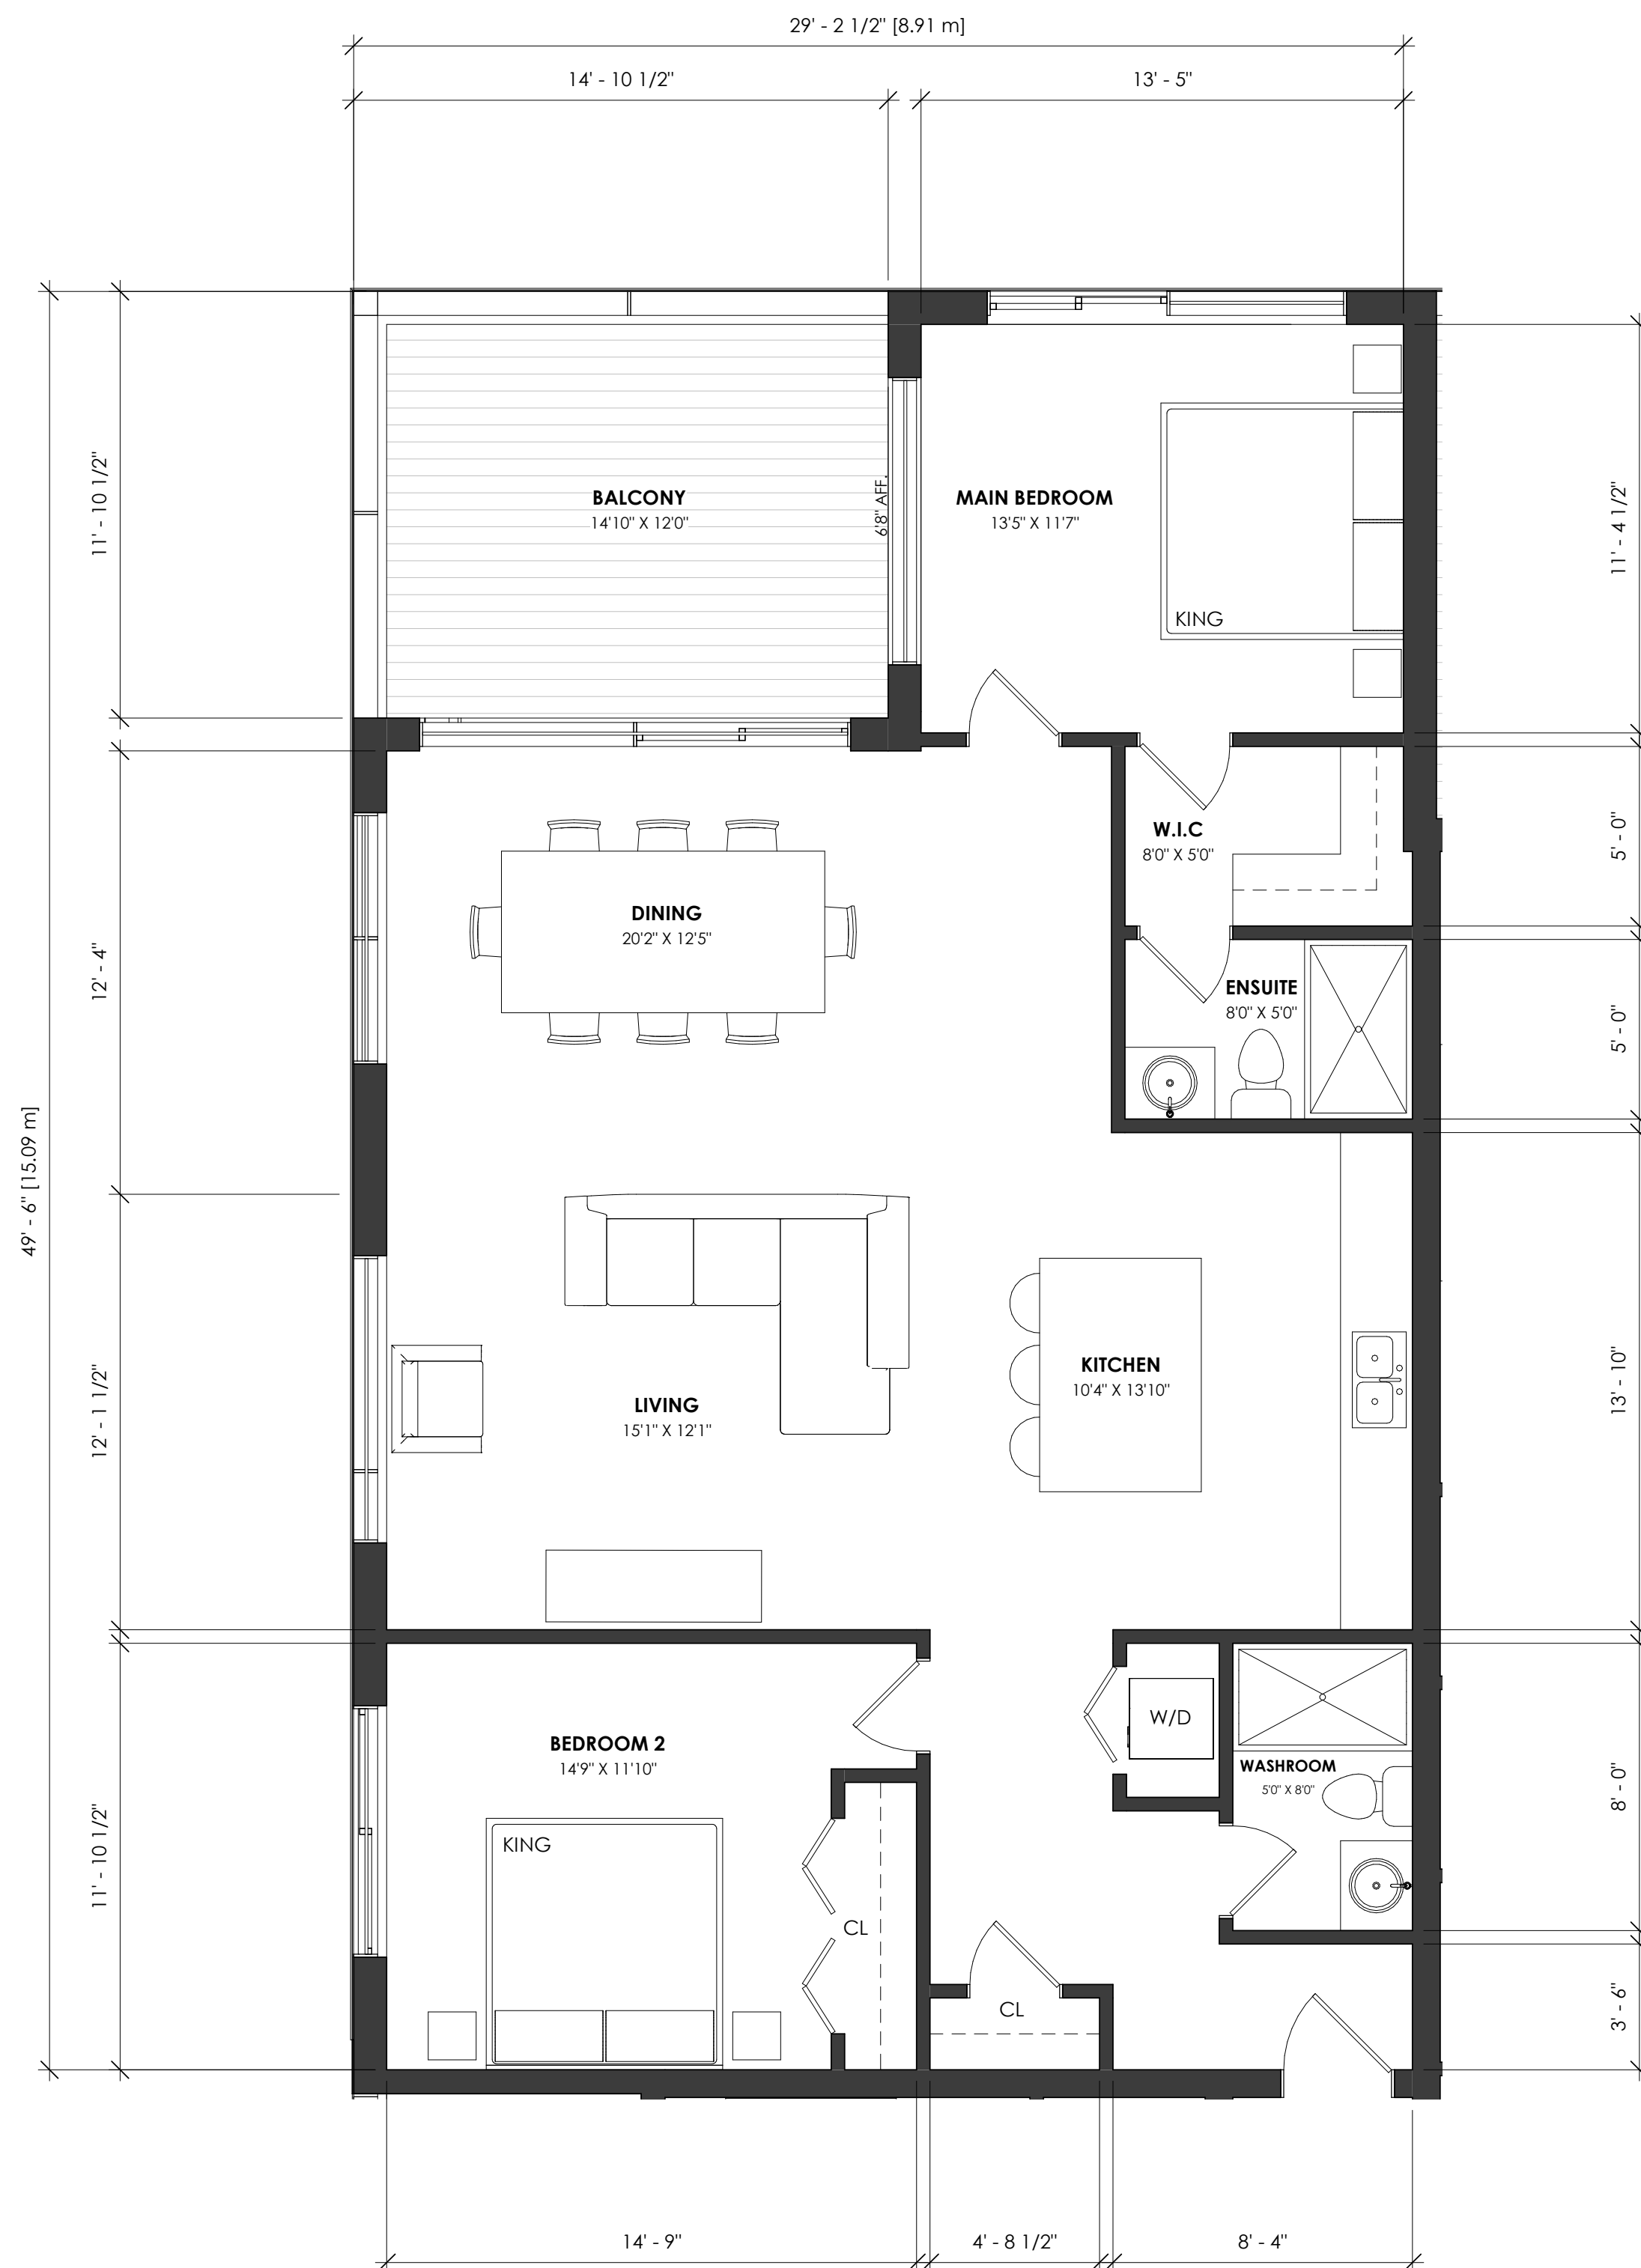 29' - 2 1/2" [8.91 m]
14' - 10 1/2"
13' - 5"
11' - 10 1/2"
BALCONY
14'10" X 12'0"
6'8" AFF.
MAIN BEDROOM
13'5" X 11'7"
KING
11' - 4 1/2"
W.I.C
8'0" X 5'0"
5' - 0"
DINING
20'2" X 12'5"
12' - 4"
ENSUITE
8'0" X 5'0"
5' - 0"
49' - 6" [15.09 m]
KITCHEN
10'4" X 13'10"
13' - 10"
LIVING
15'1" X 12'1"
12' - 1 1/2"
W/D
BEDROOM 2
14'9" X 11'10"
WASHROOM
5'0" X 8'0"
8' - 0"
KING
11' - 10 1/2"
CL
CL
3' - 6"
14' - 9"
4' - 8 1/2"
8' - 4"